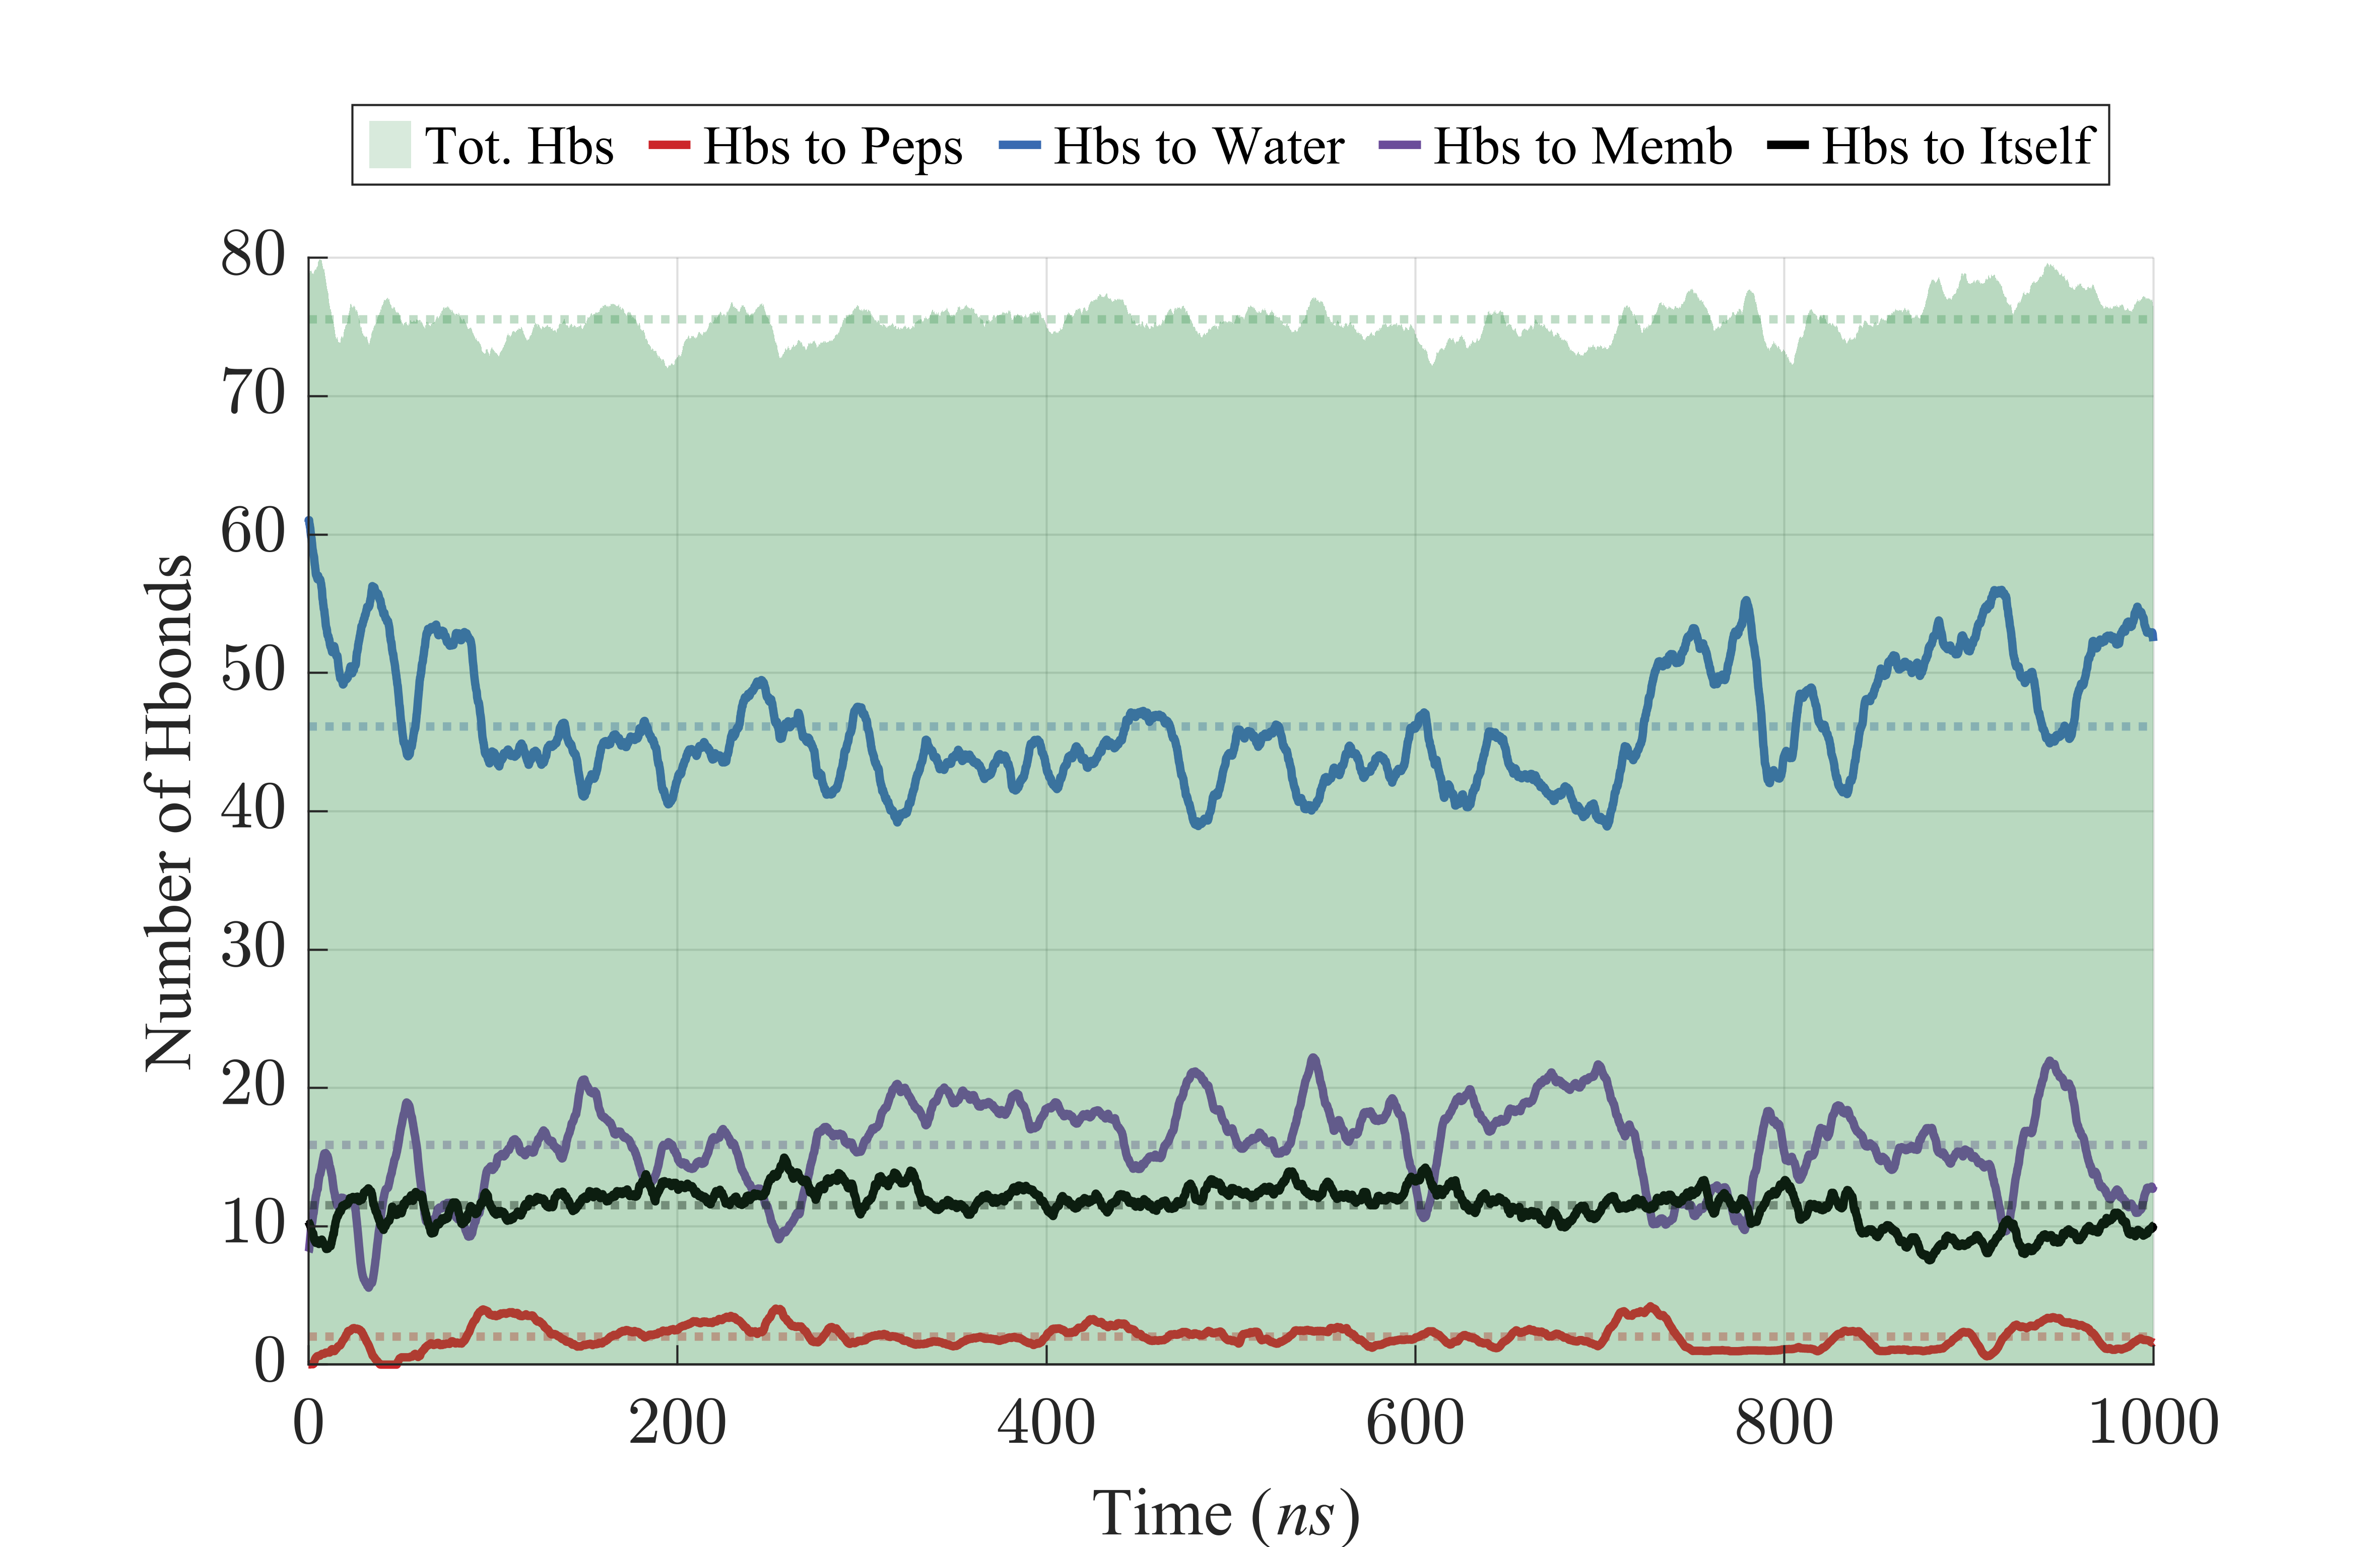 Tot. Hbs Hbs to Peps Hbs to Water Hbs to Memb Hbs to Itself
80
70
60
50
40
30
20
10
0
Number of Hbonds
0 200 400 600 800 1000
Time (ns)